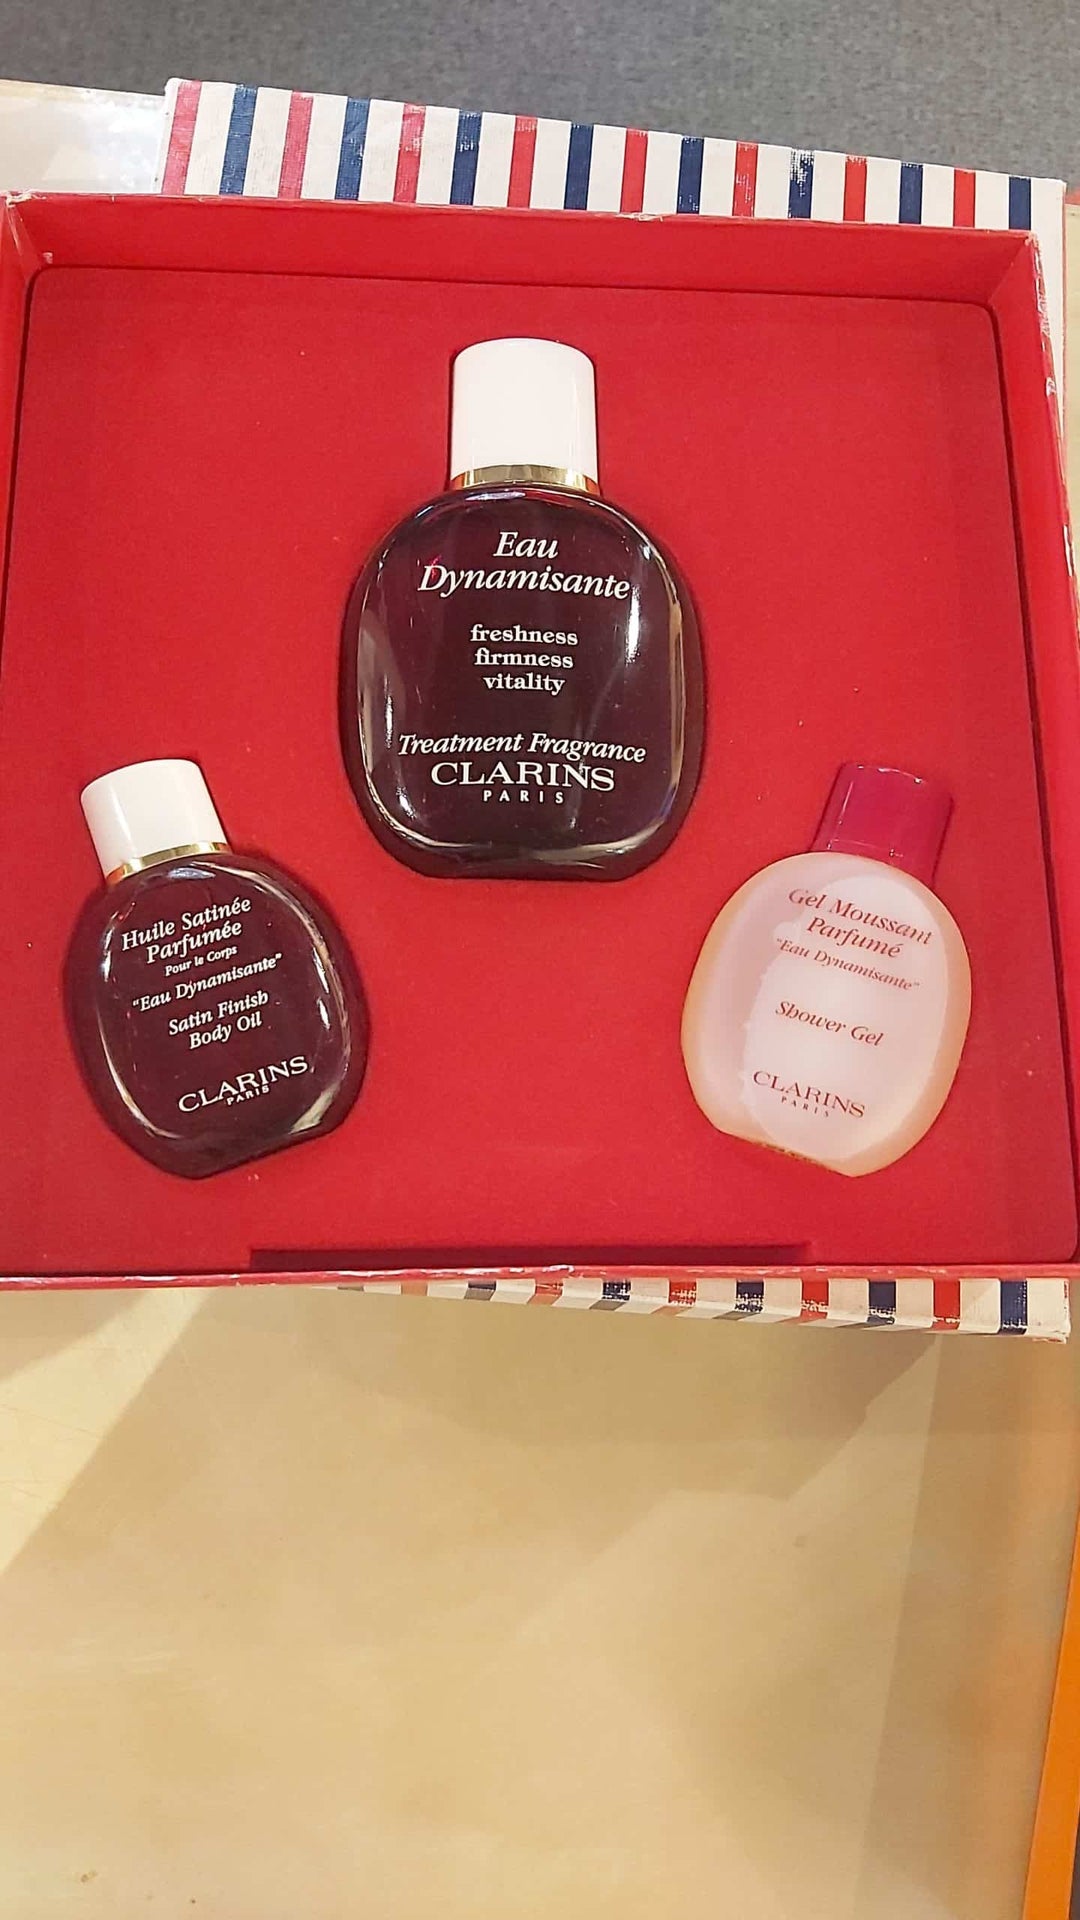 Eau
Dynamisante
freshness
firmness
vitality
Treatment Fragrance
CLARINS
PARIS
Huile Satinée
Parfumée
Pour le Corps
"Eau Dynamisante"
Satin Finish
Body Oil
CLARINS
PARIS
Gel Moussant
Parfumé
"Eau Dynamisante"
Shower Gel
CLARINS
PARIS